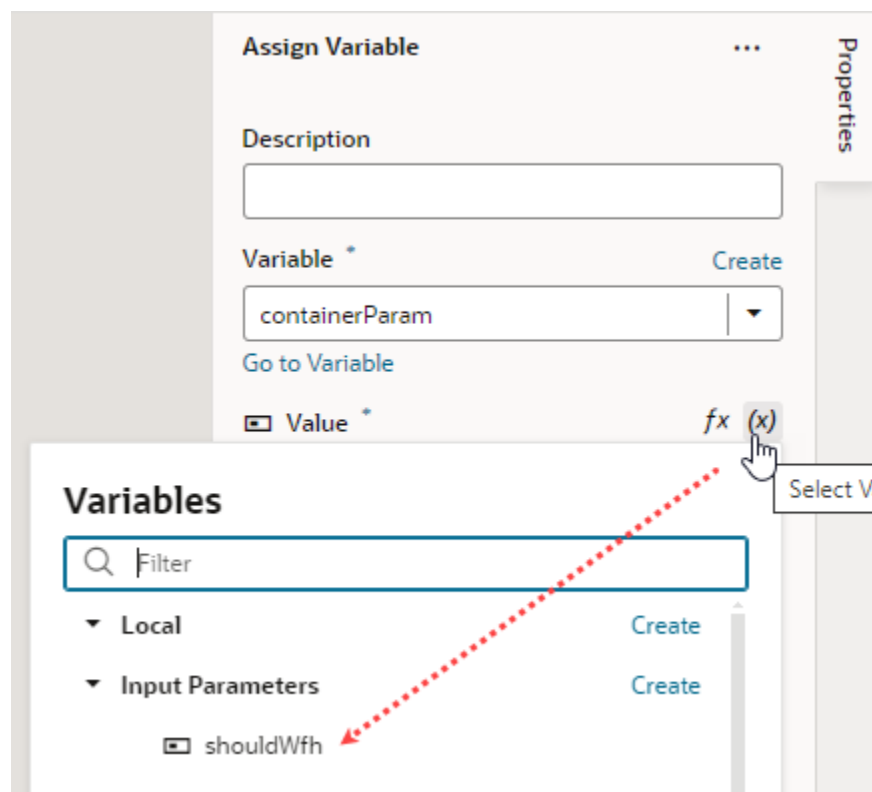 Assign Variable ...
Properties
Description
Variable * Create
containerParam
Go to Variable
Value * fx (x)
Select V
Variables
Filter
Local Create
Input Parameters Create
shouldWfh